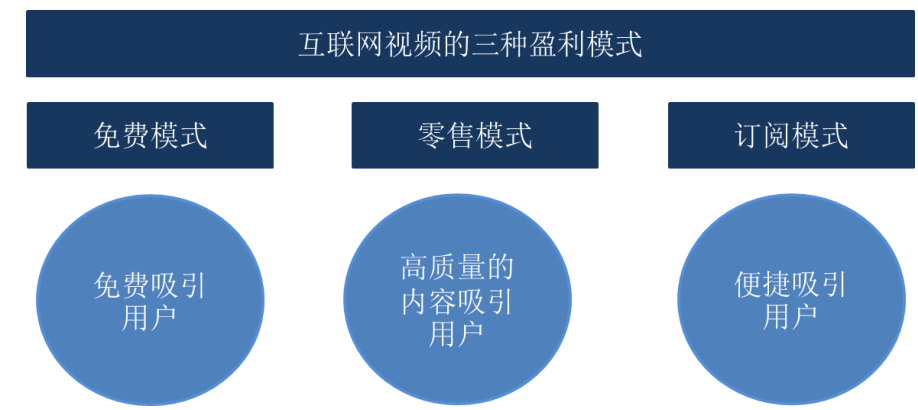 互联网视频的三种盈利模式
免费模式
零售模式
订阅模式
免费吸引
用户
高质量的
内容吸引
用户
便捷吸引
用户